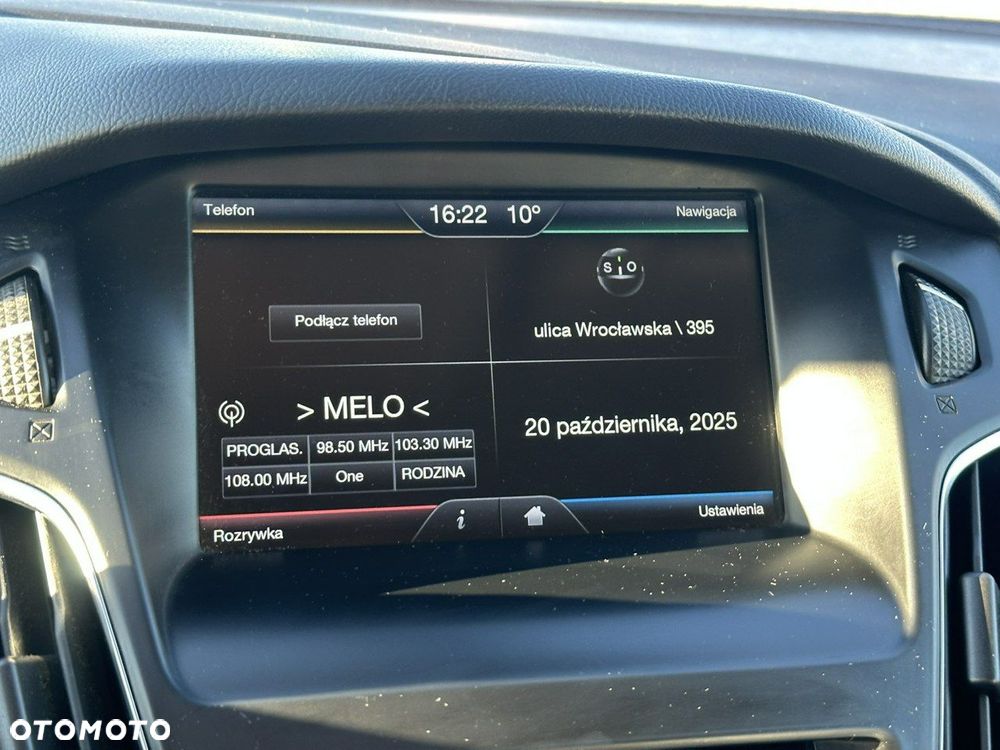 Telefon
16:22 10º
Nawigacja
S O
Podłącz telefon
ulica Wrocławska \ 395
> MELO <
PROGLAS. 98.50 MHz 103.30 MHz
108.00 MHz One RODZINA
20 października, 2025
Rozrywka
i
Ustawienia
OTOMOTO